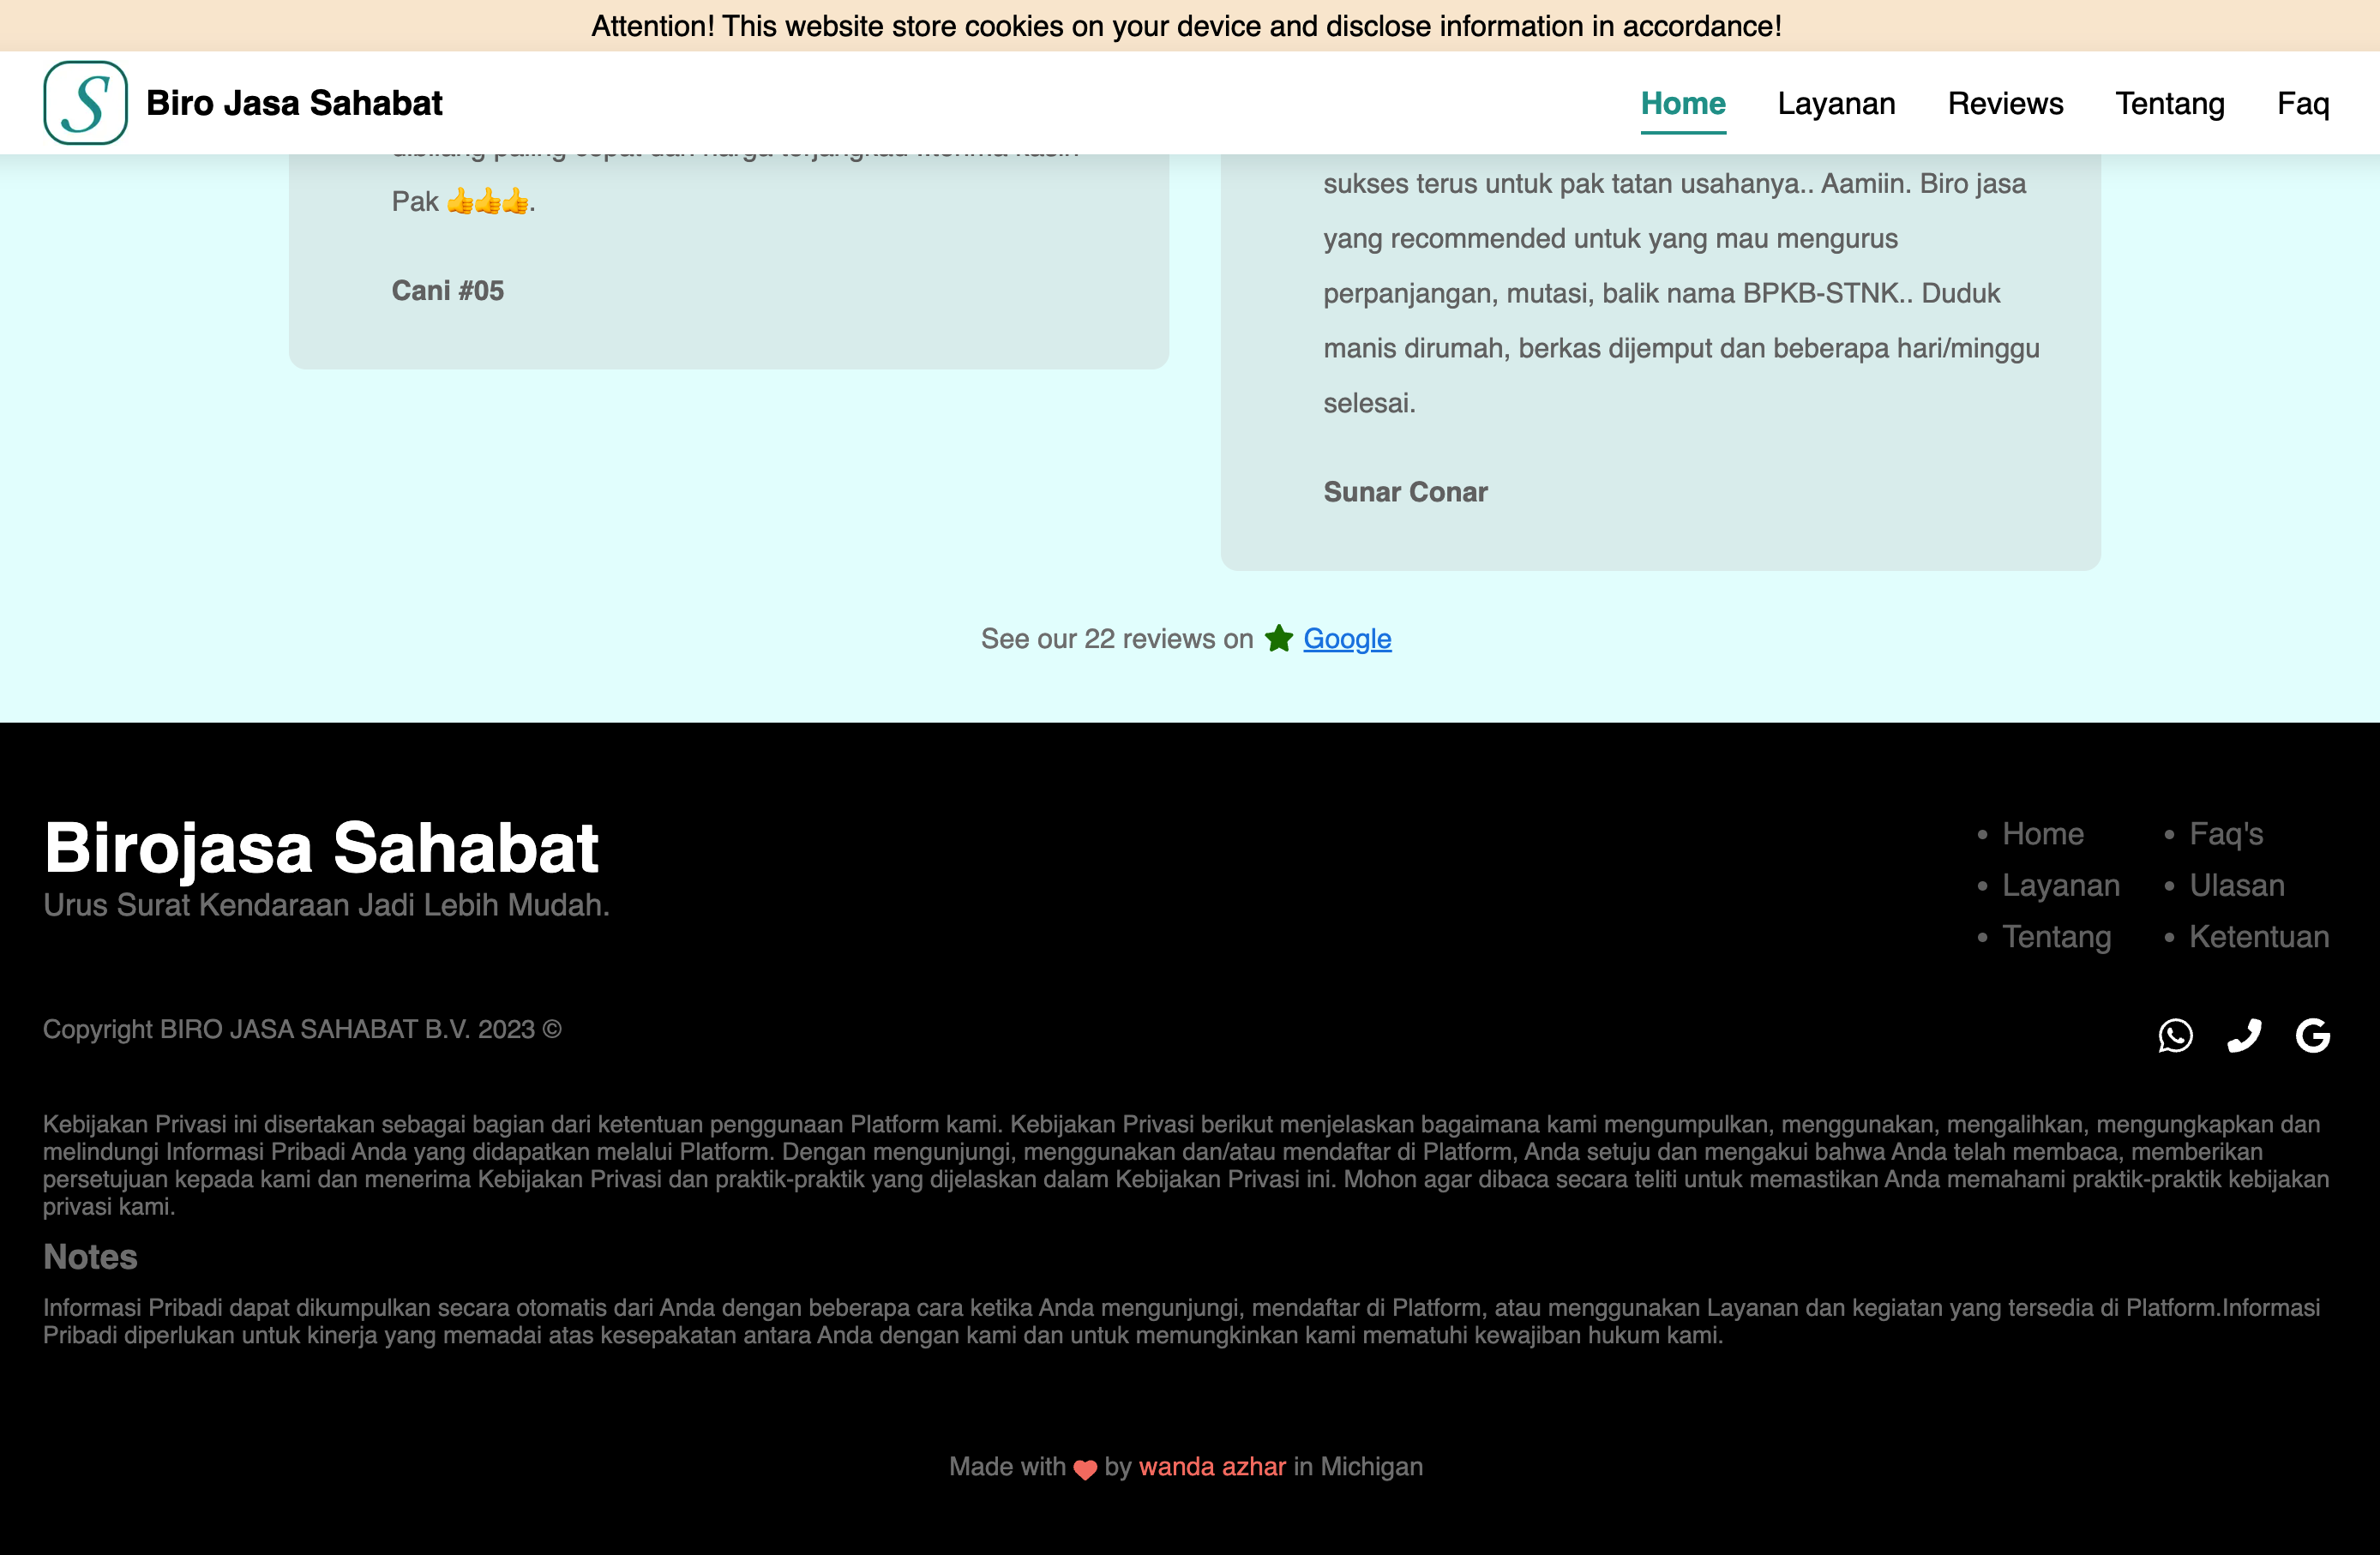 Attention! This website store cookies on your device and disclose information in accordance!
S
Biro Jasa Sahabat
Home
Layanan
Reviews
Tentang
Faq
Pak 👍👍👍.
Cani #05
sukses terus untuk pak tatan usahanya.. Aamiin. Biro jasa
yang recommended untuk yang mau mengurus
perpanjangan, mutasi, balik nama BPKB-STNK.. Duduk
manis dirumah, berkas dijemput dan beberapa hari/minggu
selesai.
Sunar Conar
See our 22 reviews on ★ Google
Birojasa Sahabat
Urus Surat Kendaraan Jadi Lebih Mudah.
• Home
• Layanan
• Tentang
• Faq's
• Ulasan
• Ketentuan
Copyright BIRO JASA SAHABAT B.V. 2023 ©
Kebijakan Privasi ini disertakan sebagai bagian dari ketentuan penggunaan Platform kami. Kebijakan Privasi berikut menjelaskan bagaimana kami mengumpulkan, menggunakan, mengalihkan, mengungkapkan dan
melindungi Informasi Pribadi Anda yang didapatkan melalui Platform. Dengan mengunjungi, menggunakan dan/atau mendaftar di Platform, Anda setuju dan mengakui bahwa Anda telah membaca, memberikan
persetujuan kepada kami dan menerima Kebijakan Privasi dan praktik-praktik yang dijelaskan dalam Kebijakan Privasi ini. Mohon agar dibaca secara teliti untuk memastikan Anda memahami praktik-praktik kebijakan
privasi kami.
Notes
Informasi Pribadi dapat dikumpulkan secara otomatis dari Anda dengan beberapa cara ketika Anda mengunjungi, mendaftar di Platform, atau menggunakan Layanan dan kegiatan yang tersedia di Platform.Informasi
Pribadi diperlukan untuk kinerja yang memadai atas kesepakatan antara Anda dengan kami dan untuk memungkinkan kami mematuhi kewajiban hukum kami.
Made with ♥ by wanda azhar in Michigan